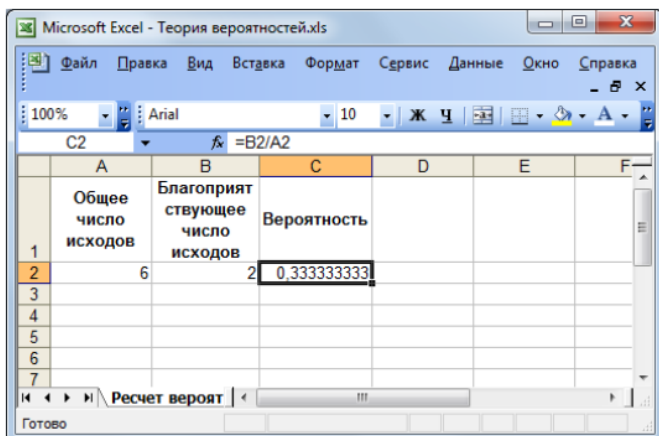 Microsoft Excel - Теория вероятностей.xls
Файл Правка Вид Вставка Формат Сервис Данные Окно Справка
100% Arial 10 Ж Ч A
C2 fx =B2/A2
A B C D E F
Общее
число
исходов
Благоприят
ствующее
число
исходов
Вероятность
1
2 6 2 0,333333333
3
4
5
6
7
Ресчет вероят
Готово